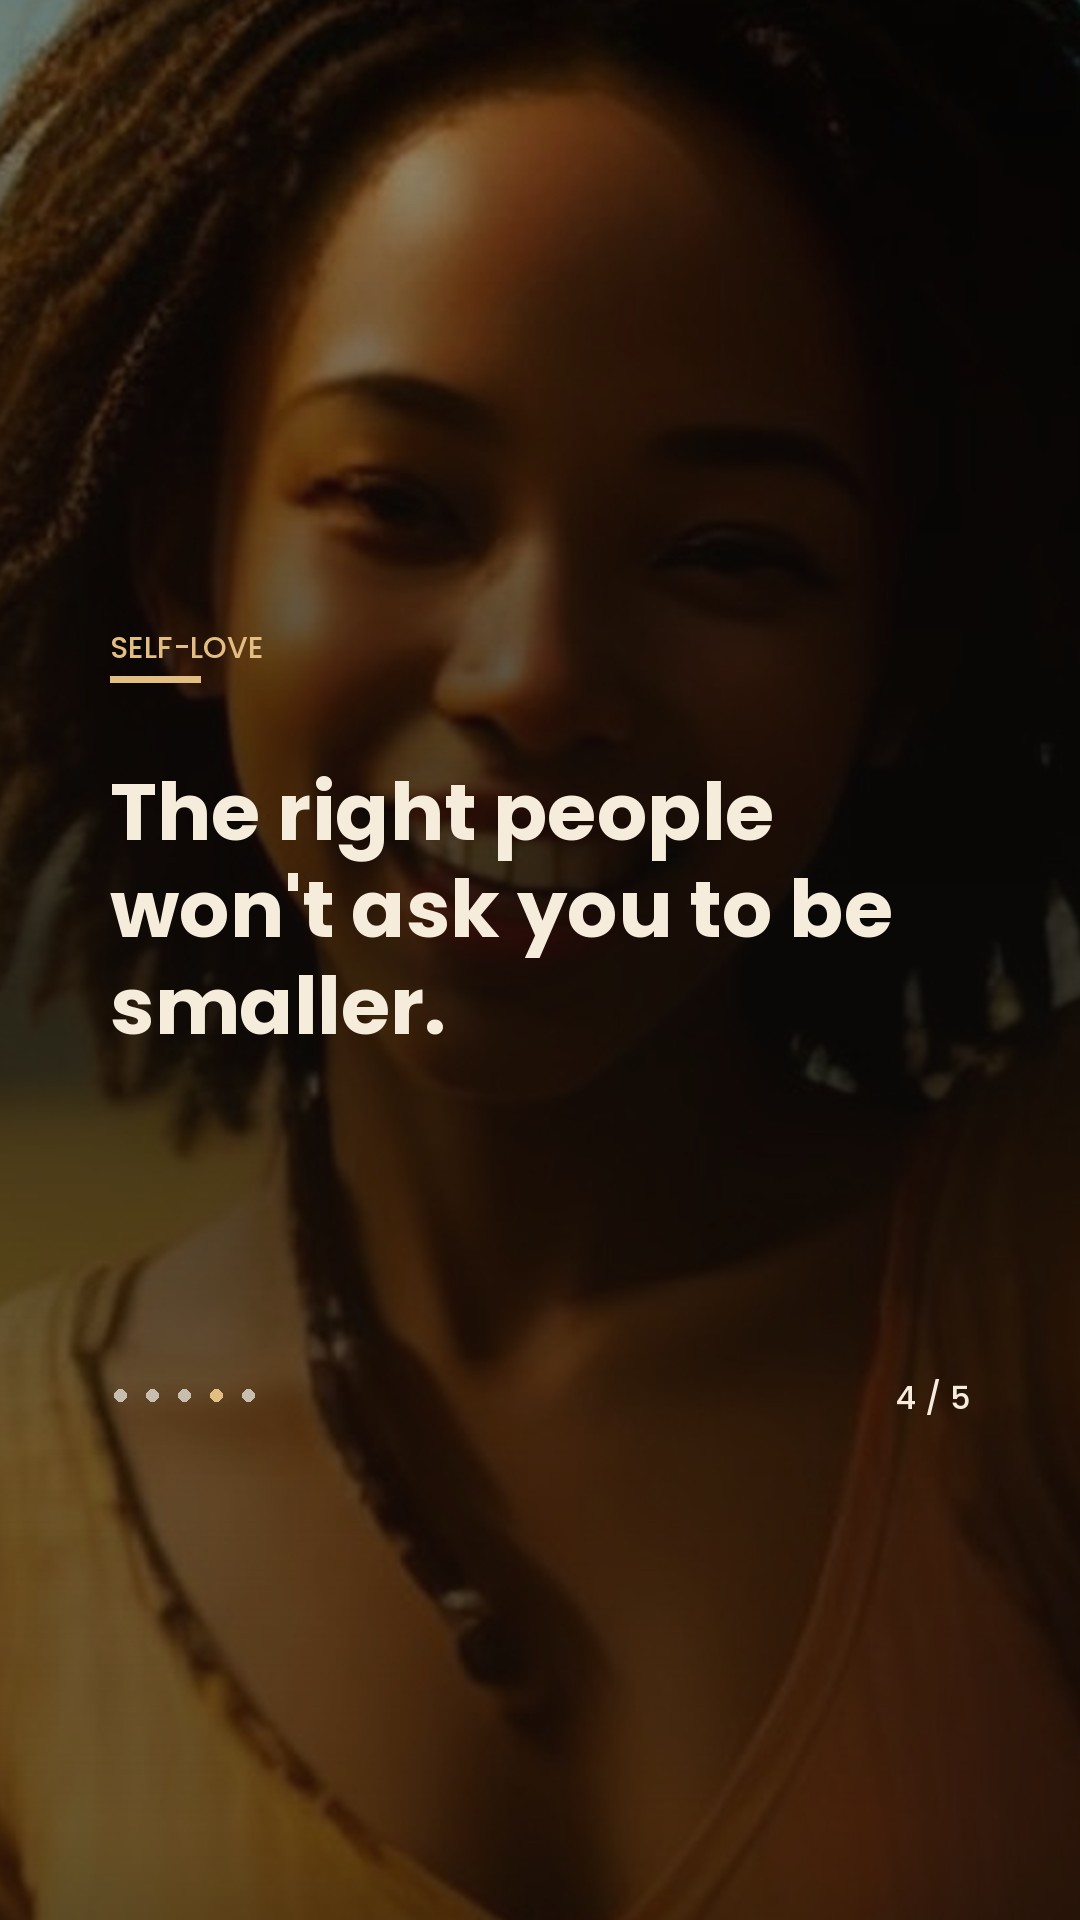 SELF-LOVE
The right people
won't ask you to be
smaller.
4 / 5